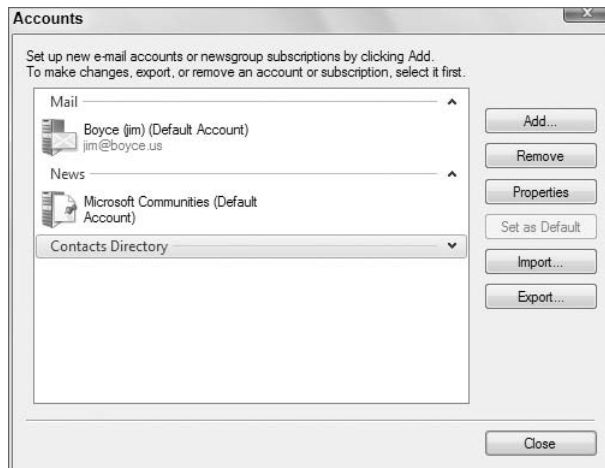 Accounts
Set up new e-mail accounts or newsgroup subscriptions by clicking Add.
To make changes, export, or remove an account or subscription, select it first.
Mail
Boyce (jim) (Default Account)
jim@boyce.us
News
Microsoft Communities (Default
Account)
Contacts Directory
Add...
Remove
Properties
Set as Default
Import...
Export...
Close